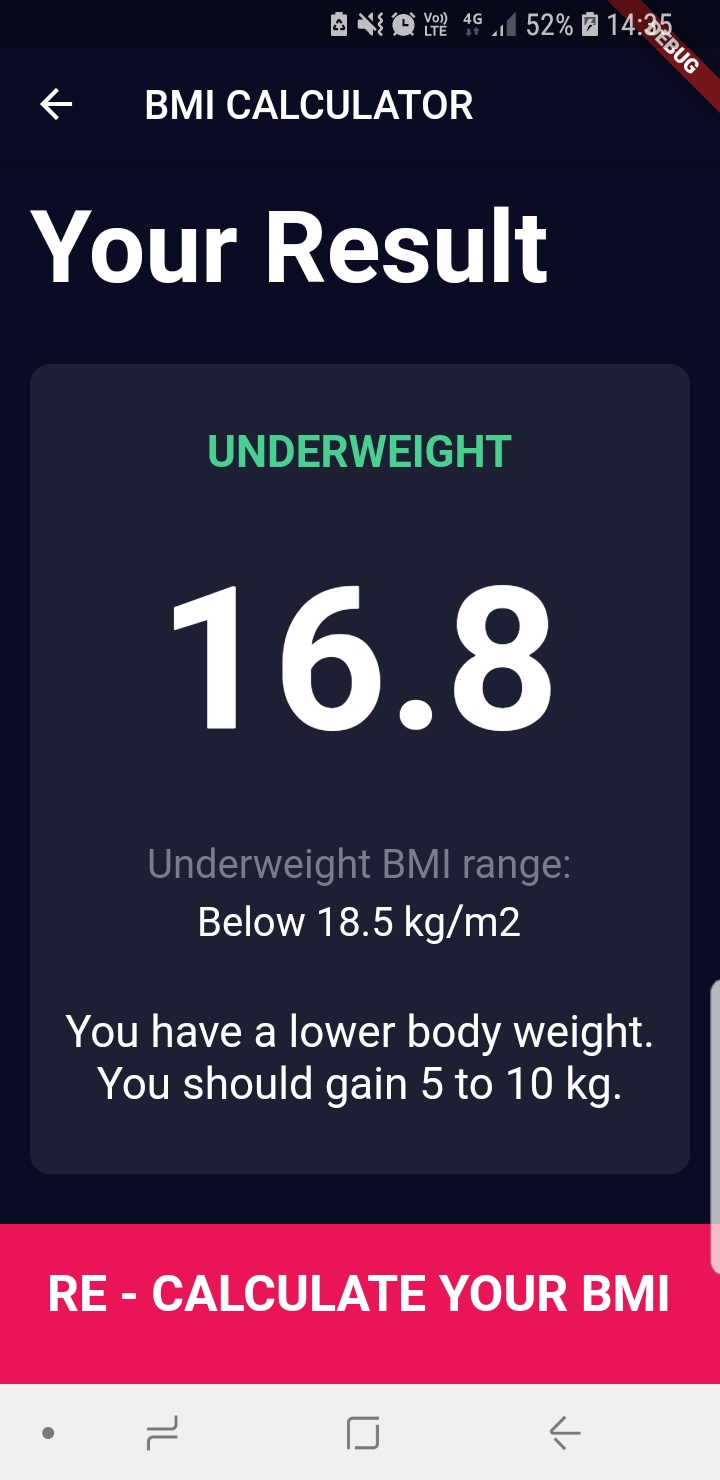 Vo)) 4G 52% 14:35
LTE
DEBUG
BMI CALCULATOR
Your Result
UNDERWEIGHT
16.8
Underweight BMI range:
Below 18.5 kg/m2
You have a lower body weight.
You should gain 5 to 10 kg.
RE - CALCULATE YOUR BMI